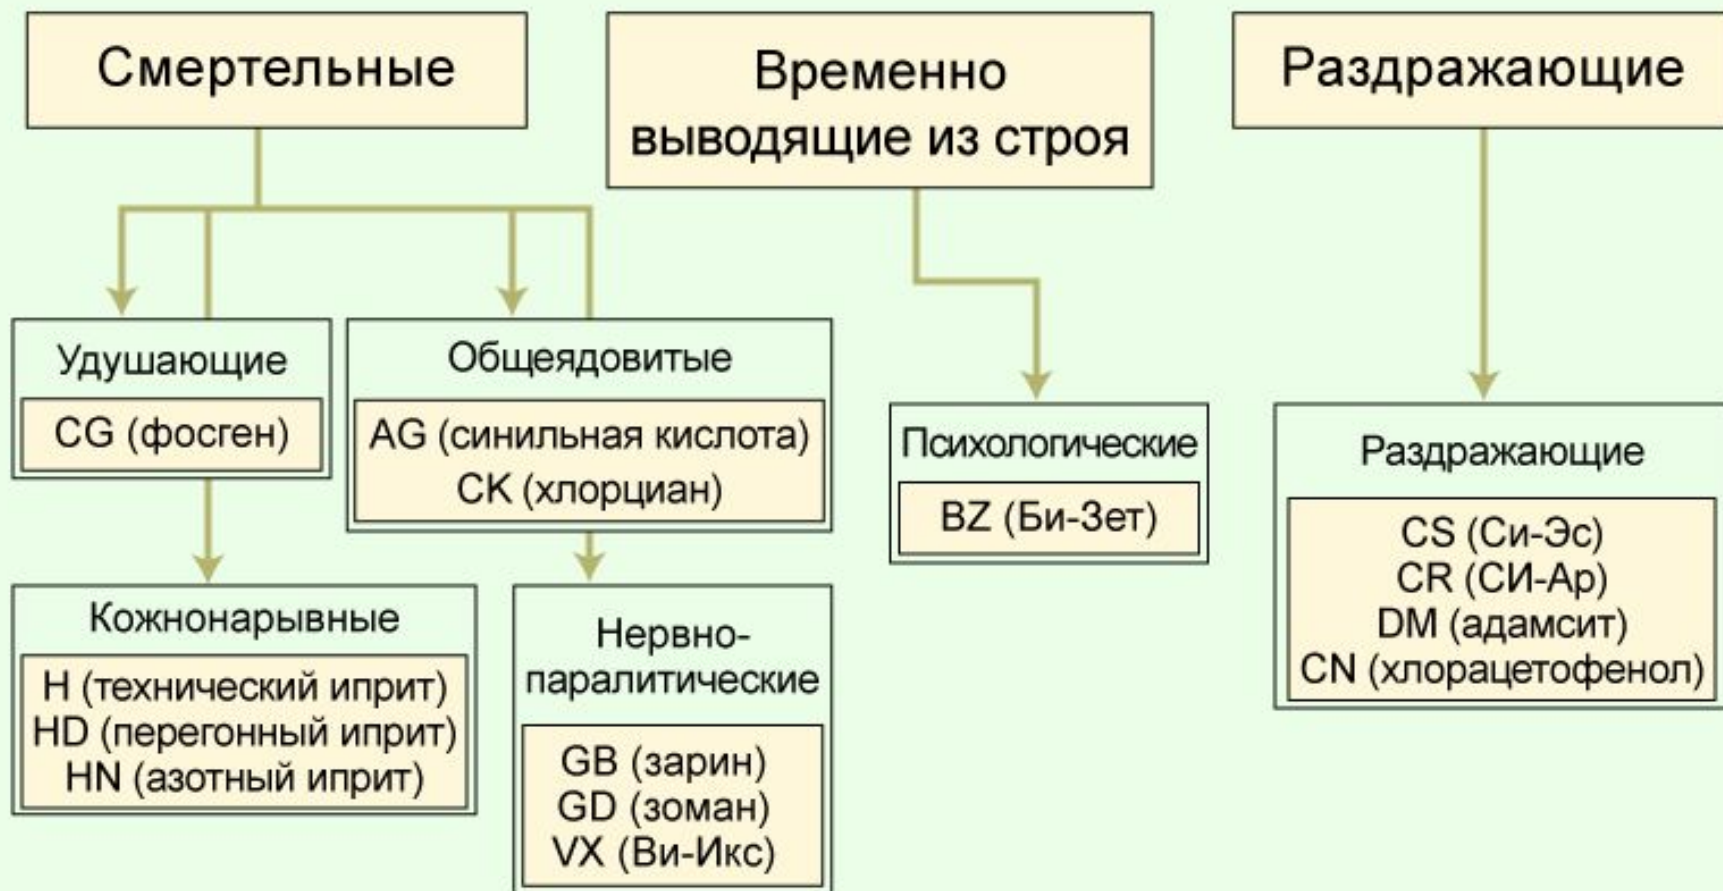 Смертельные
Временно
выводящие из строя
Раздражающие
Удушающие
CG (фосген)
Общеядовитые
AG (синильная кислота)
CK (хлорциан)
Психологические
BZ (Би-Зет)
Раздражающие
CS (Си-Эс)
CR (СИ-Ар)
DM (адамсит)
CN (хлорацетофенол)
Кожнонарывные
H (технический иприт)
HD (перегонный иприт)
HN (азотный иприт)
Нервно-
паралитические
GB (зарин)
GD (зоман)
VX (Ви-Икс)